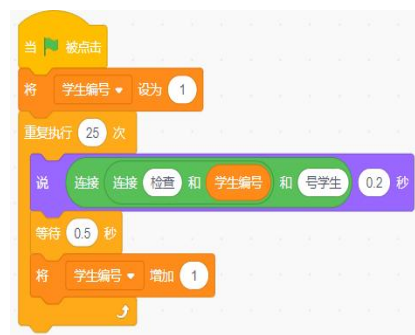 当 被点击
将 学生编号 设为 1
重复执行 25 次
说 连接 连接 检查 和 学生编号 和 号学生 0.2 秒
等待 0.5 秒
将 学生编号 增加 1